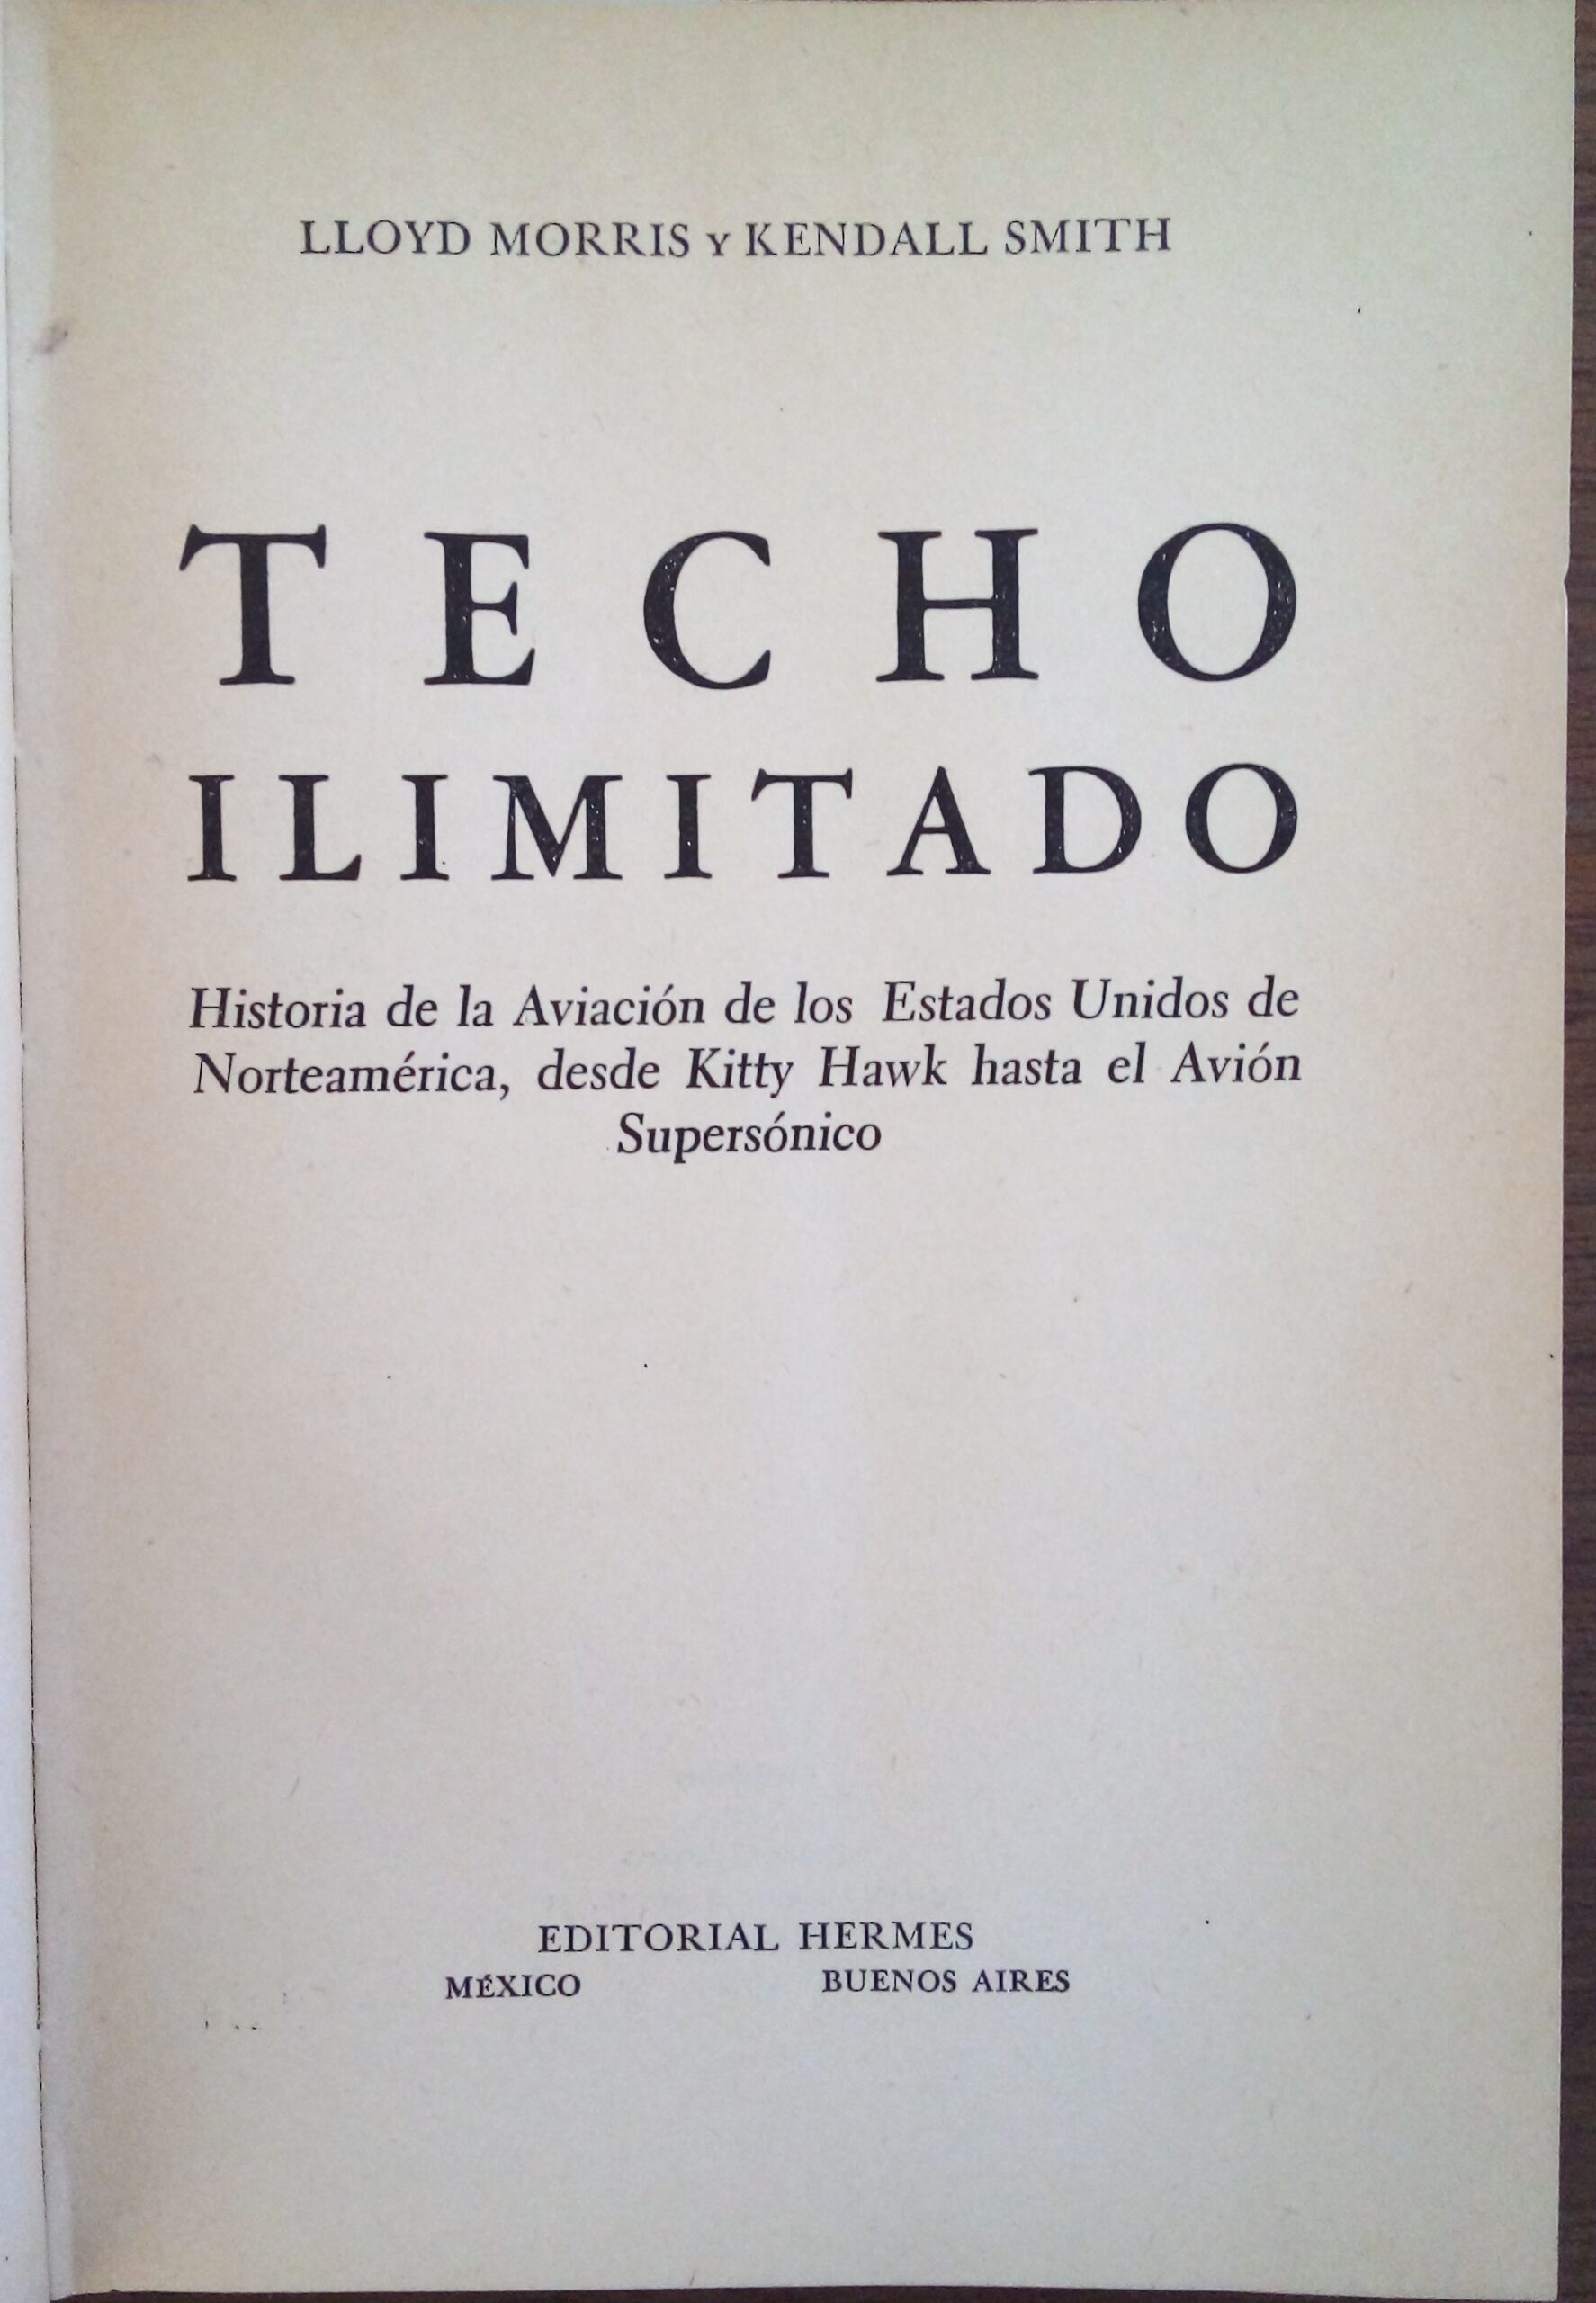 LLOYD MORRIS Y KENDALL SMITH
TECHO
ILIMITADO
Historia de la Aviación de los Estados Unidos de
Norteamérica, desde Kitty Hawk hasta el Avión
Supersónico
EDITORIAL HERMES
MÉXICO BUENOS AIRES